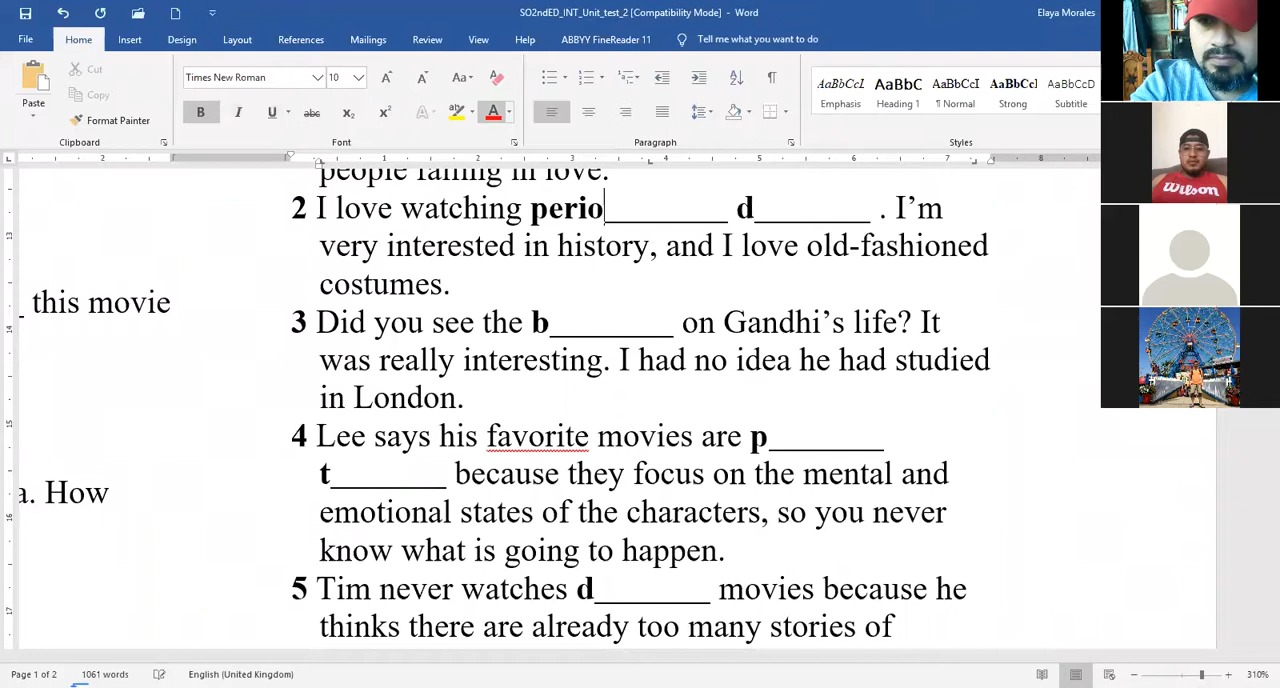 SO2ndED_INT_Unit_test_2 [Compatibility Mode] - Word
Elaya Morales
File Home Insert Design Layout References Mailings Review View Help ABBYY FineReader 11 Tell me what you want to do
Paste
Cut
Copy
Format Painter
Clipboard
Times New Roman 10
Font
Paragraph
AaBbCcI AaBbC AaBbCcI AaBbCcI AaBbCcD
Emphasis Heading 1 ¶ Normal Strong Subtitle
Styles
people falling in love.
2 I love watching perio________ d________ . I'm
very interested in history, and I love old-fashioned
costumes.
_ this movie
3 Did you see the b________ on Gandhi's life? It
was really interesting. I had no idea he had studied
in London.
4 Lee says his favorite movies are p________
t________ because they focus on the mental and
a. How
emotional states of the characters, so you never
know what is going to happen.
5 Tim never watches d________ movies because he
thinks there are already too many stories of
Wilson
Page 1 of 2 1061 words English (United Kingdom) 310%